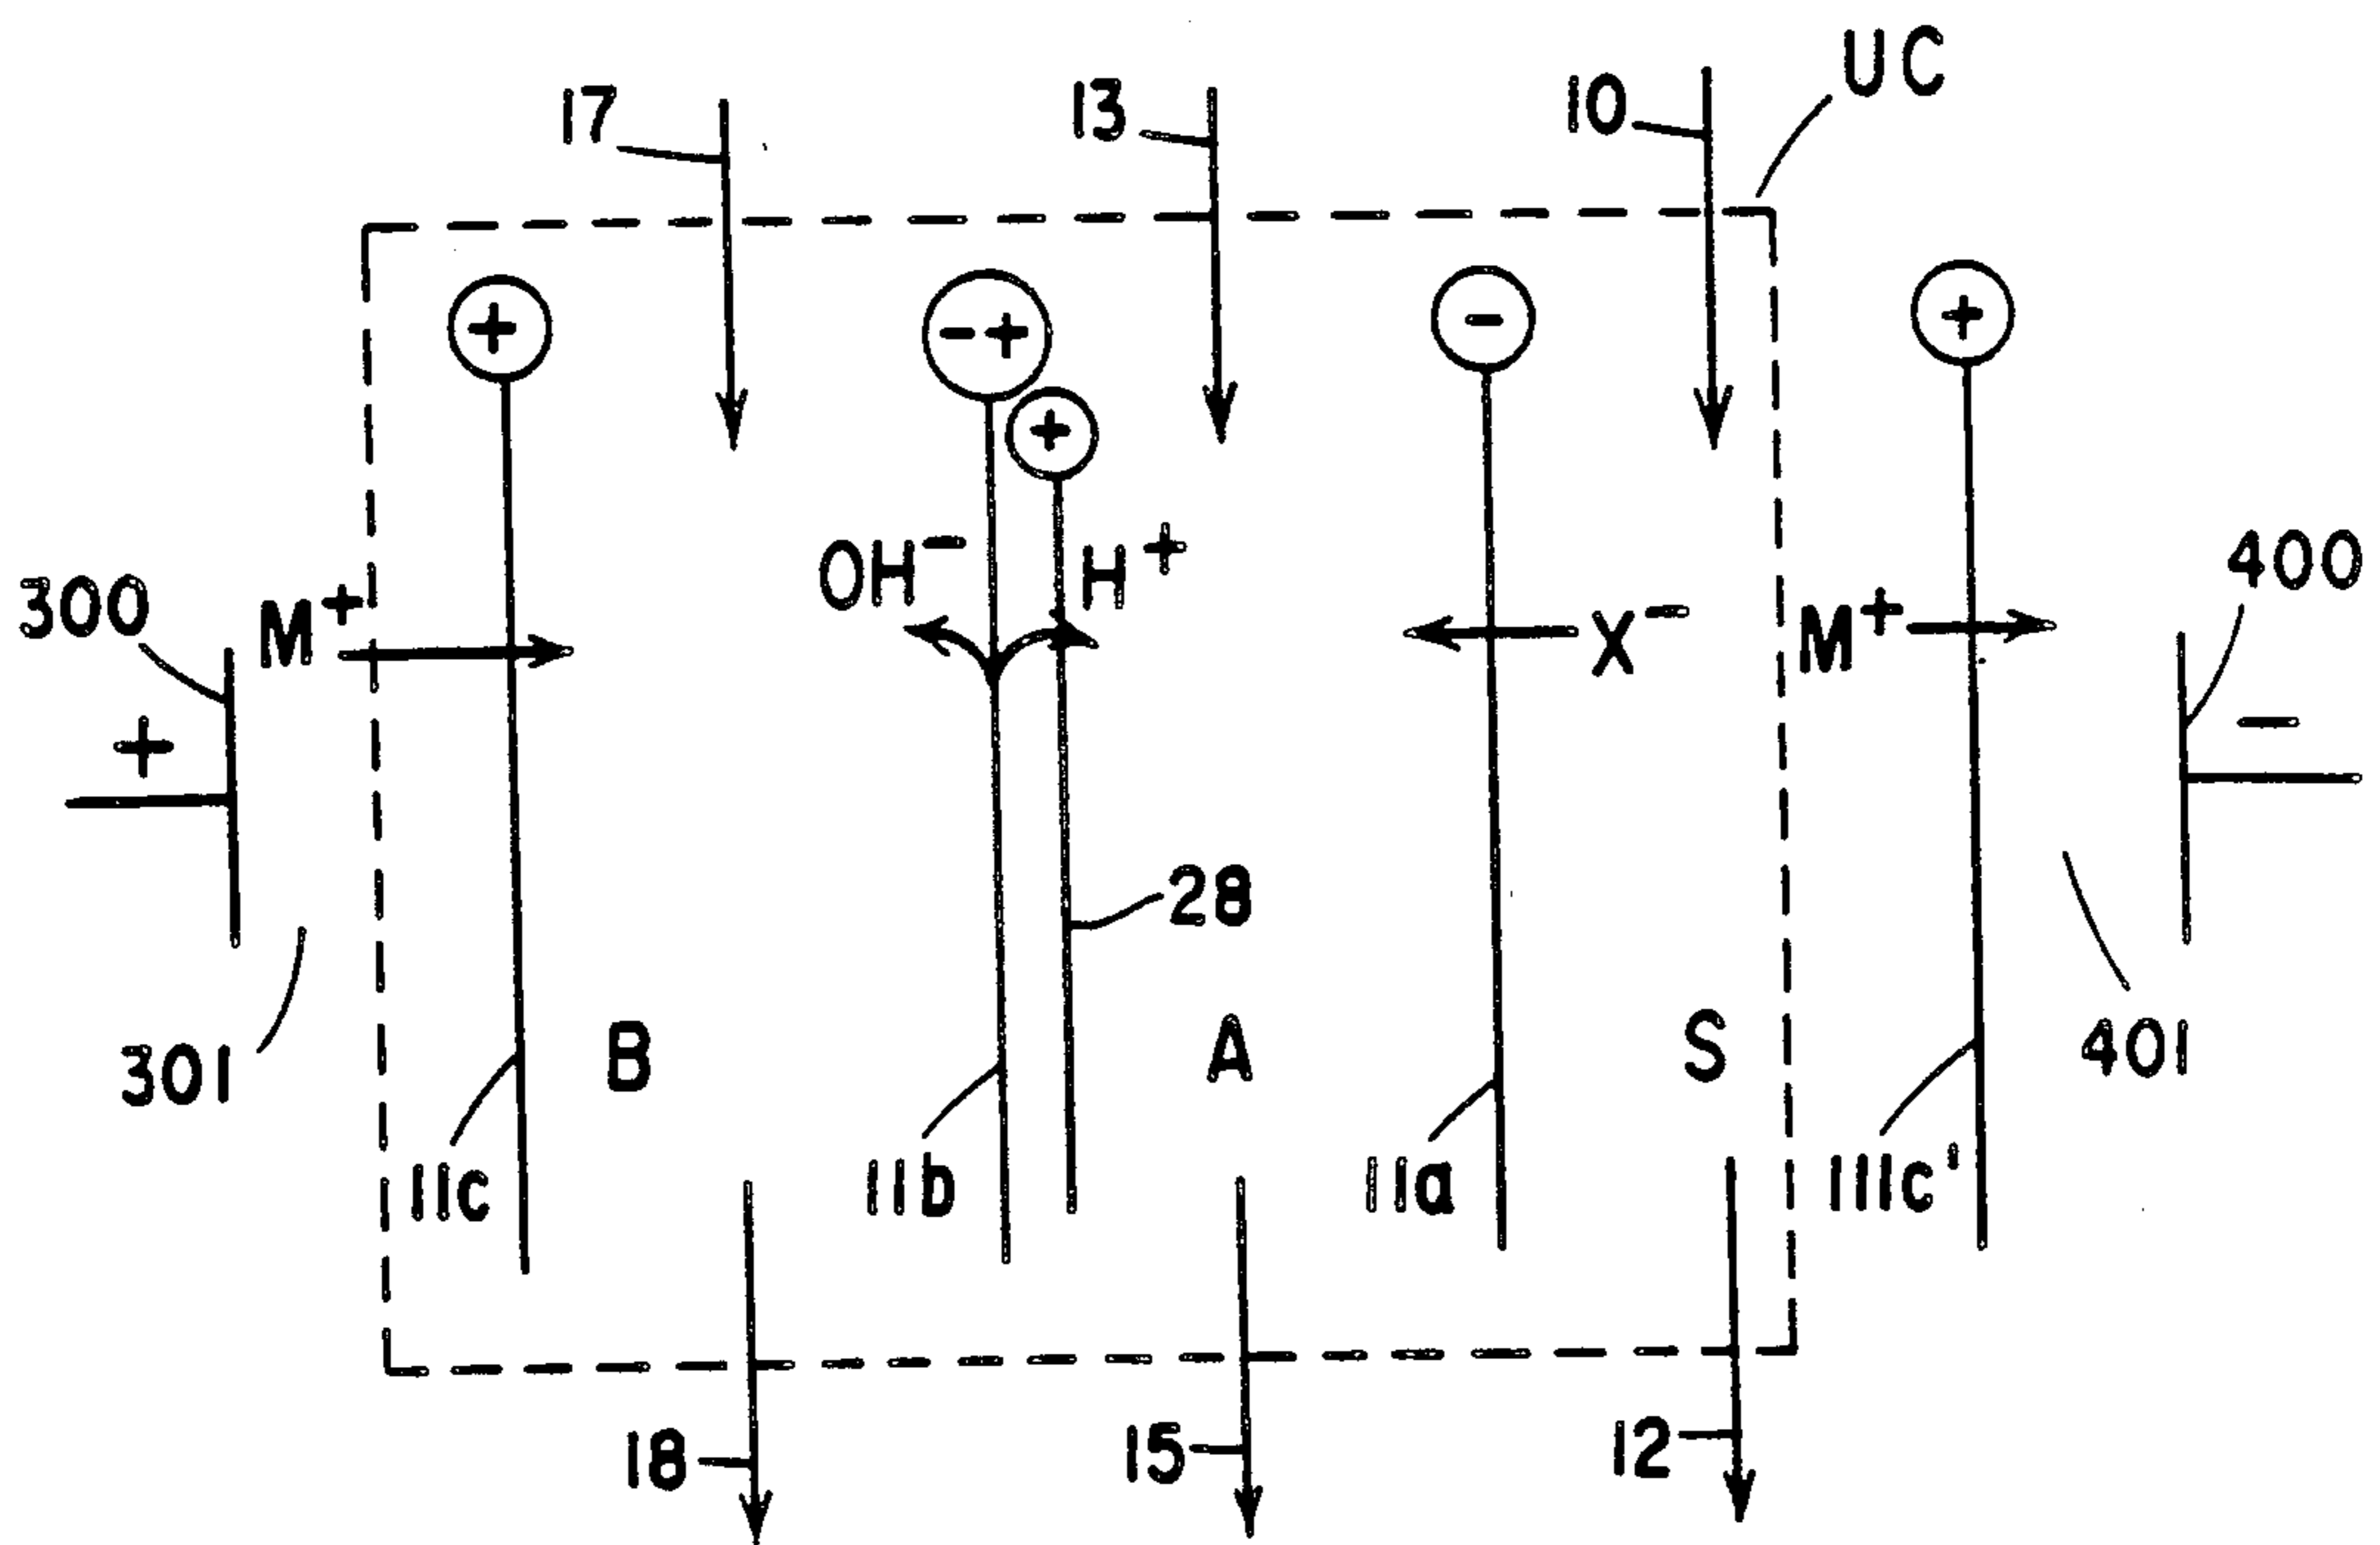 UC
17 13 10
+ -+ - +
+
OH⁻ H⁺
300 M⁺ X⁻ M⁺ 400
+ -
28
301 B A S 401
11c 11b 11a 111c'
18 15 12